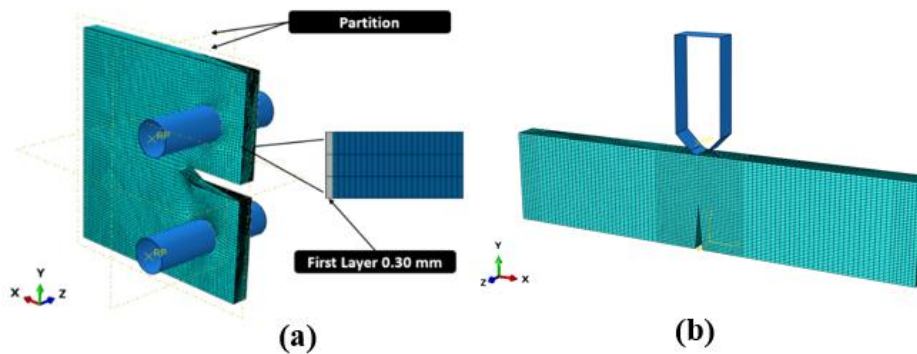 Partition
RP
RP
First Layer 0.30 mm
Y
X
Z
(a)
Y
Z
X
(b)